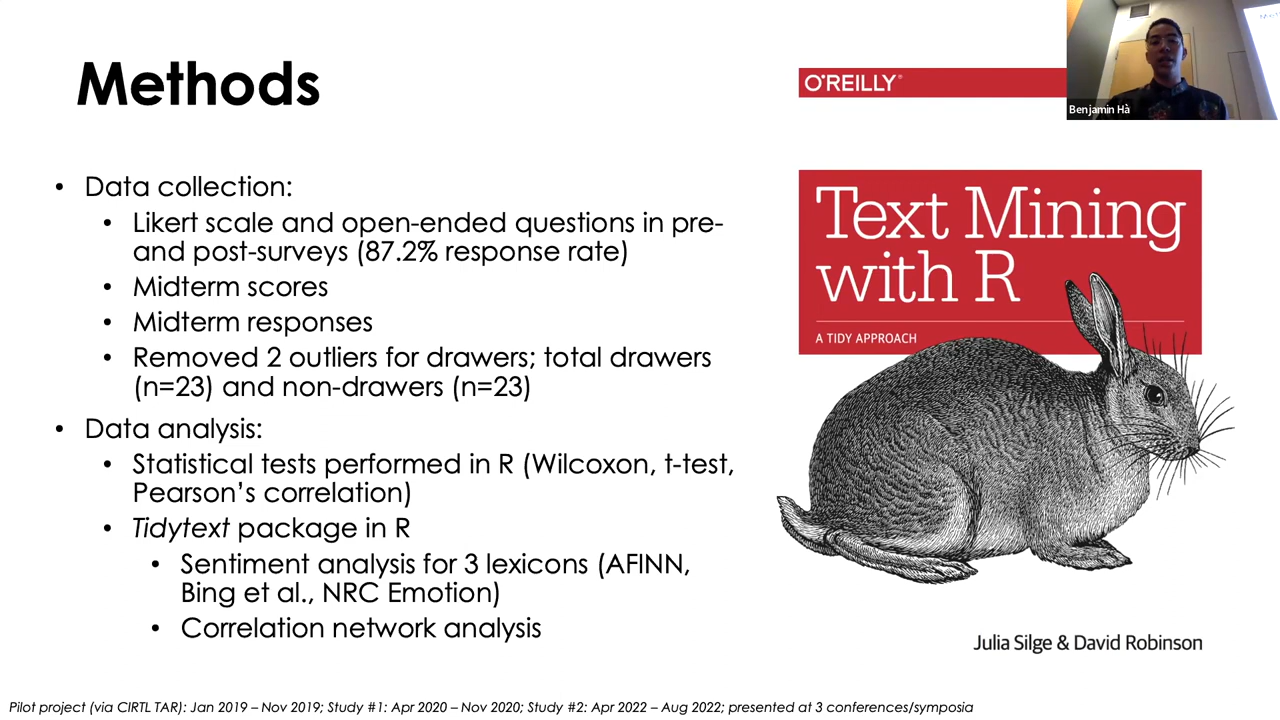 Methods
• Data collection:
• Likert scale and open-ended questions in pre-
and post-surveys (87.2% response rate)
• Midterm scores
• Midterm responses
• Removed 2 outliers for drawers; total drawers
(n=23) and non-drawers (n=23)
• Data analysis:
• Statistical tests performed in R (Wilcoxon, t-test,
Pearson’s correlation)
• Tidytext package in R
• Sentiment analysis for 3 lexicons (AFINN,
Bing et al., NRC Emotion)
• Correlation network analysis
O'REILLY®
Benjamin Hà
Text Mining
with R
A TIDY APPROACH
Julia Silge & David Robinson
Pilot project (via CIRTL TAR): Jan 2019 – Nov 2019; Study #1: Apr 2020 – Nov 2020; Study #2: Apr 2022 – Aug 2022; presented at 3 conferences/symposia